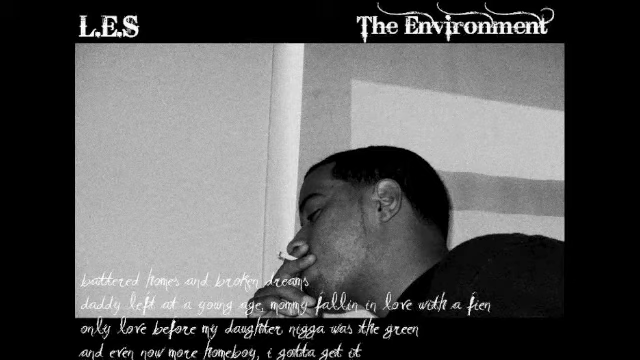 L.E.S
The Environment
battered homes and broken dreams
daddy left at a young age, mommy fallin in love with a fien
only love before my daughter nigga was the green
and even now more homeboy, i gotta get it